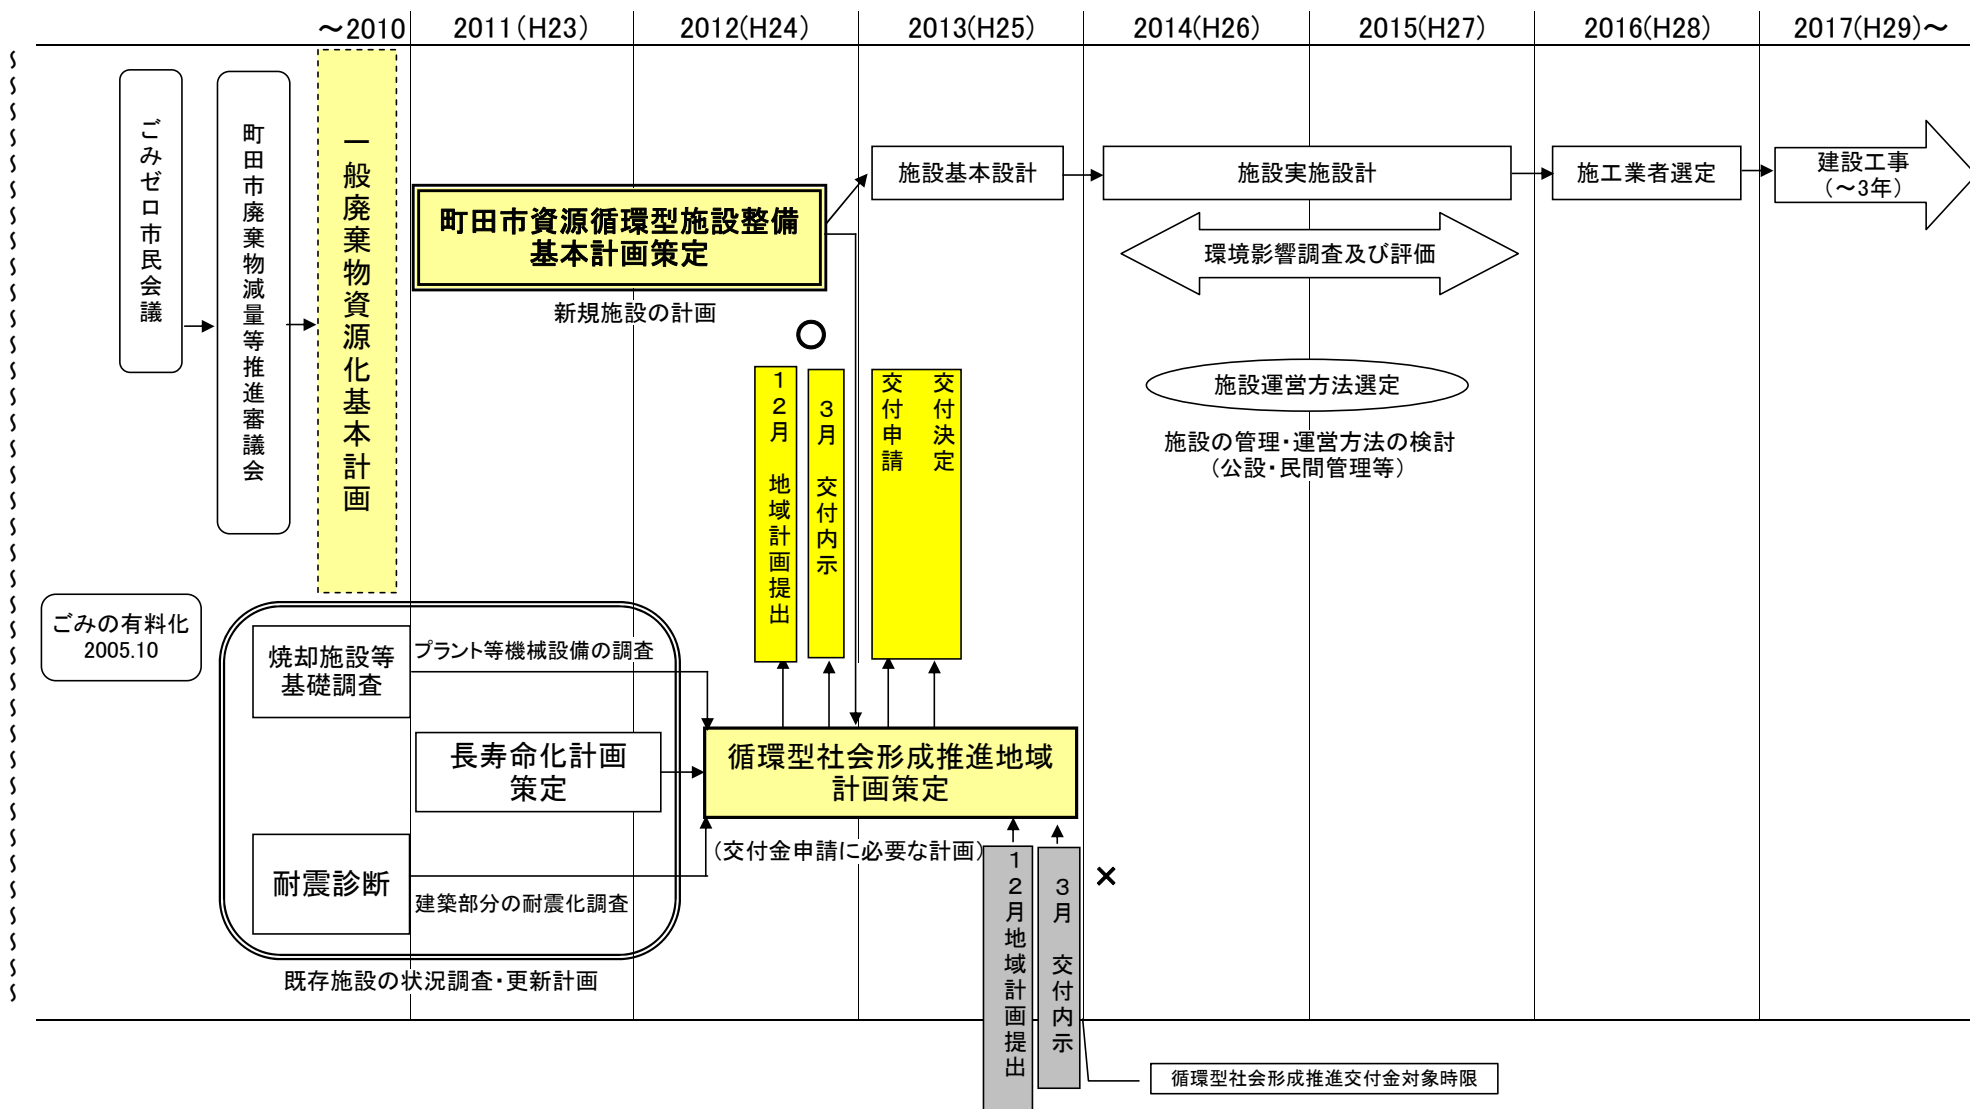 ～2010
2011(H23)
2012(H24)
2013(H25)
2014(H26)
2015(H27)
2016(H28)
2017(H29)～
ごみゼロ市民会議
町田市廃棄物減量等推進審議会
一般廃棄物資源化基本計画
町田市資源循環型施設整備
基本計画策定
新規施設の計画
施設基本設計
施設実施設計
施工業者選定
建設工事
（～3年）
環境影響調査及び評価
施設運営方法選定
施設の管理・運営方法の検討
（公設・民間管理等）
○
12月　地域計画提出
3月　交付内示
交付申請
交付決定
ごみの有料化
2005.10
焼却施設等
基礎調査
プラント等機械設備の調査
長寿命化計画
策定
循環型社会形成推進地域
計画策定
（交付金申請に必要な計画）
耐震診断
建築部分の耐震化調査
既存施設の状況調査・更新計画
12月地域計画提出
3月　交付内示
×
循環型社会形成推進交付金対象時限